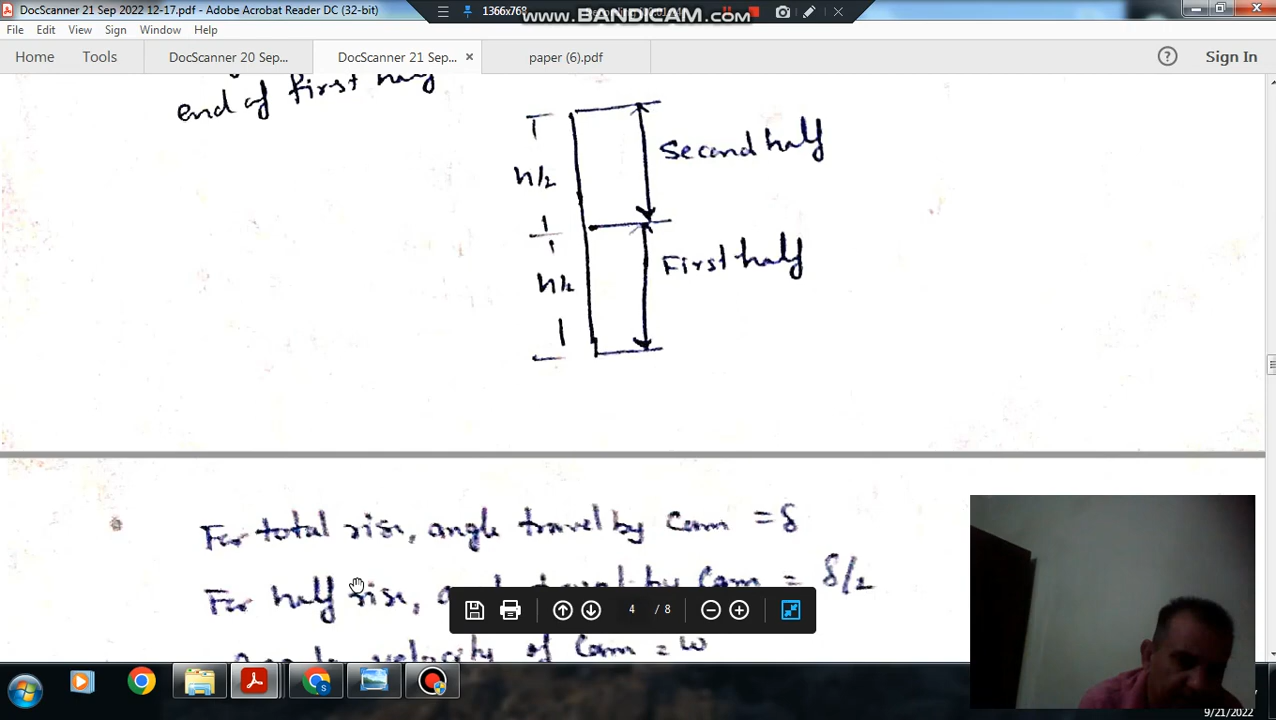 DocScanner 21 Sep 2022 12-17.pdf - Adobe Acrobat Reader DC (32-bit)
1366x768
www.BANDICAM.com
File Edit View Sign Window Help
Home Tools DocScanner 20 Sep... DocScanner 21 Sep... × paper (6).pdf Sign In
end of first half
Second half
h/2
First half
h/2
For total rise, angle travel by Cam = δ
For half rise, travel by Cam = δ/2
velocity of Cam = ω
4 / 8
9/21/2022